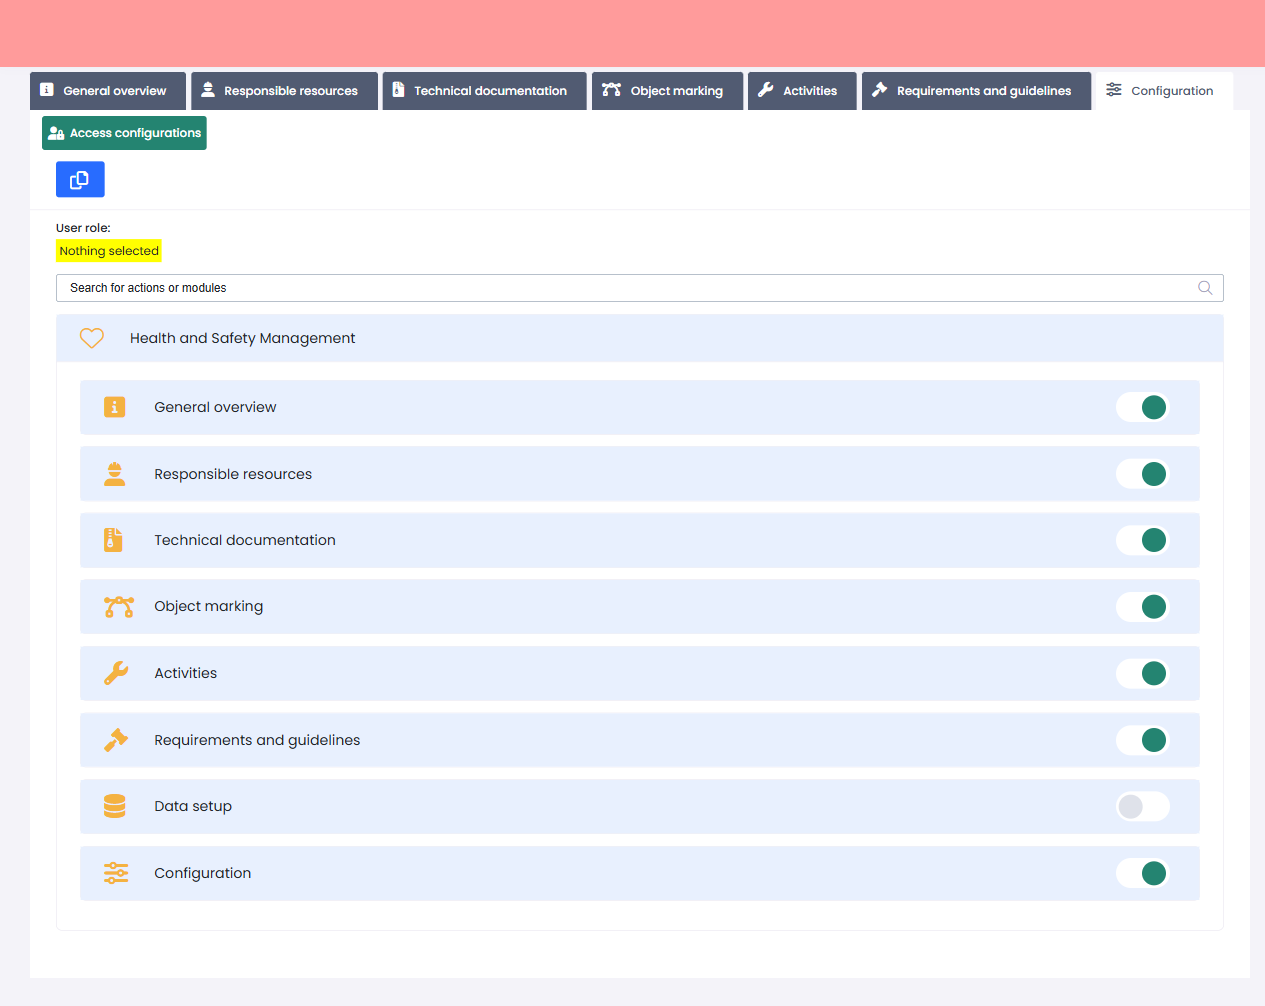 General overview
Responsible resources
Technical documentation
Object marking
Activities
Requirements and guidelines
Configuration
Access configurations
User role:
Nothing selected
Search for actions or modules
Health and Safety Management
General overview
Responsible resources
Technical documentation
Object marking
Activities
Requirements and guidelines
Data setup
Configuration